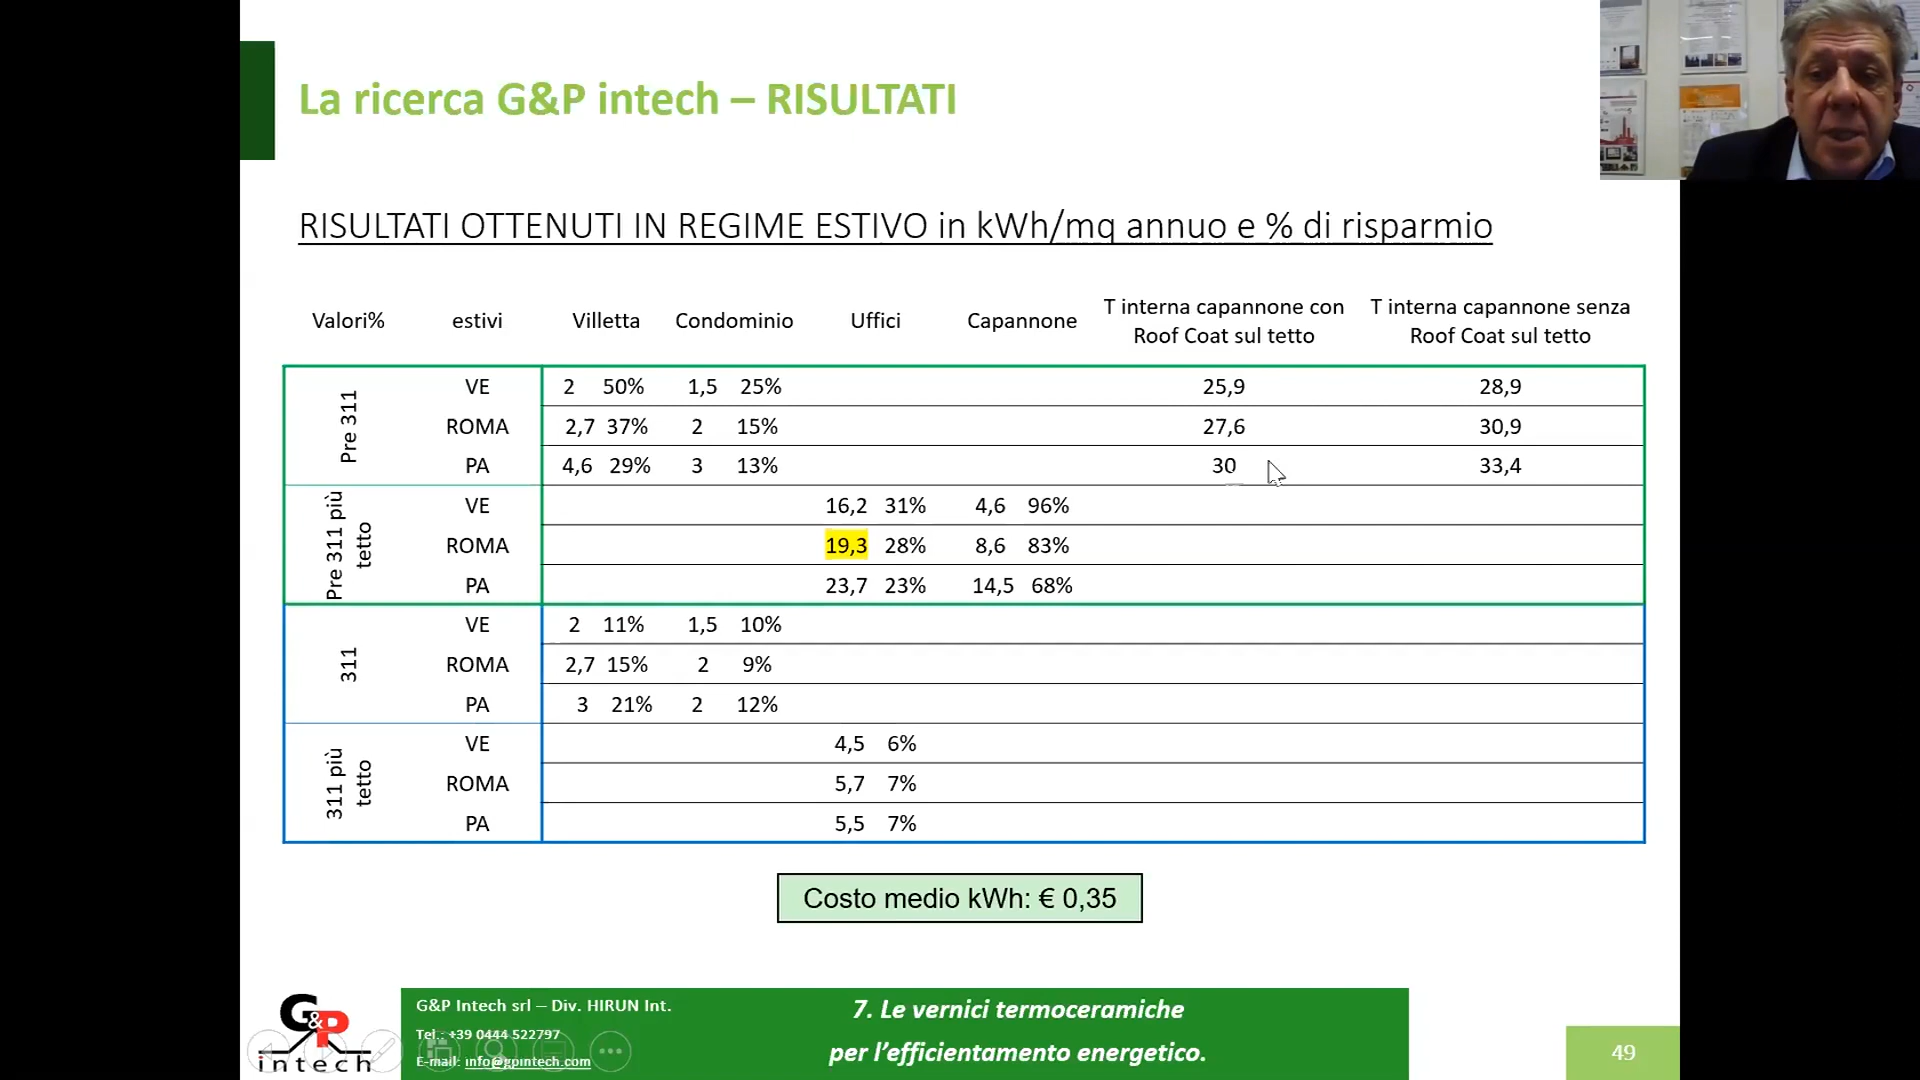 La ricerca G&P intech – RISULTATI
RISULTATI OTTENUTI IN REGIME ESTIVO in kWh/mq annuo e % di risparmio
Valori% estivi Villetta Condominio Uffici Capannone T interna capannone con Roof Coat sul tetto T interna capannone senza Roof Coat sul tetto
Pre 311
VE 2 50% 1,5 25% 25,9 28,9
ROMA 2,7 37% 2 15% 27,6 30,9
PA 4,6 29% 3 13% 30 33,4
Pre 311 più tetto
VE 16,2 31% 4,6 96%
ROMA 19,3 28% 8,6 83%
PA 23,7 23% 14,5 68%
311
VE 2 11% 1,5 10%
ROMA 2,7 15% 2 9%
PA 3 21% 2 12%
311 più tetto
VE 4,5 6%
ROMA 5,7 7%
PA 5,5 7%
Costo medio kWh: € 0,35
G&P intech
G&P Intech srl – Div. HIRUN Int.
Tel.: +39 0444 522797
E-mail: info@gpintech.com
7. Le vernici termoceramiche
per l’efficientamento energetico.
49